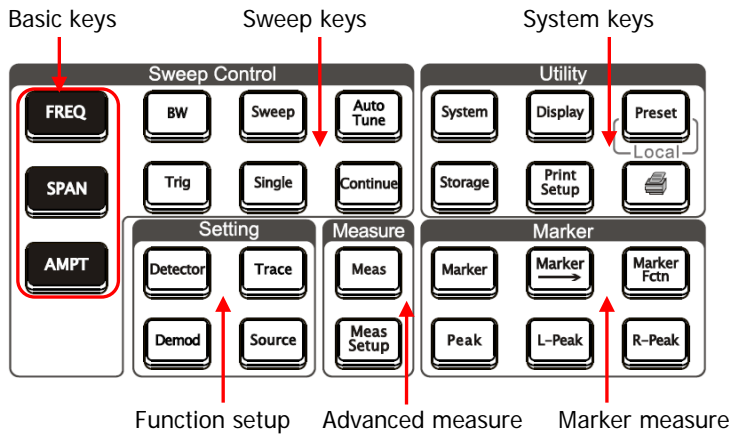 Basic keys
Sweep keys
System keys
Sweep Control
Utility
FREQ
BW
Sweep
Auto
Tune
System
Display
Preset
Local
SPAN
Trig
Single
Continue
Storage
Print
Setup
Setting
Measure
Marker
AMPT
Detector
Trace
Meas
Marker
Marker
Marker
Fctn
Demod
Source
Meas
Setup
Peak
L-Peak
R-Peak
Function setup
Advanced measure
Marker measure